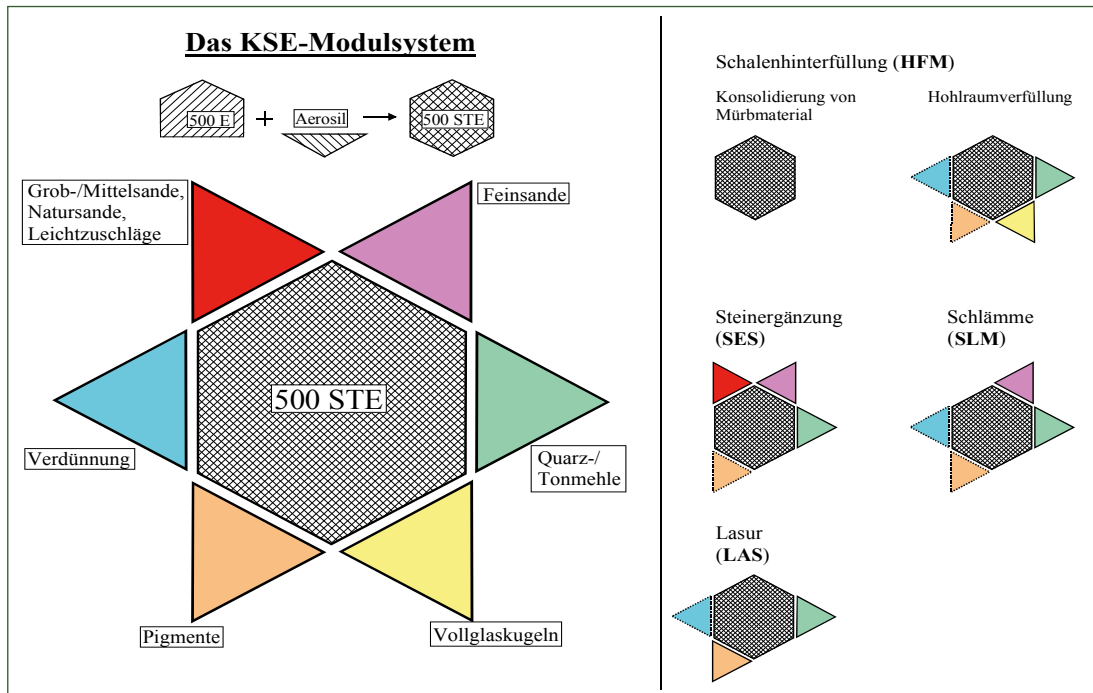 Das KSE-Modulsystem
500 E + Aerosil → 500 STE
Grob-/Mittelsande,
Natursande,
Leichtzuschläge
Feinsande
500 STE
Verdünnung
Quarz-/
Tonmehle
Pigmente
Vollglaskugeln
Schalenhinterfüllung (HFM)
Konsolidierung von
Mürbmaterial
Hohlraumverfüllung
Steinergänzung
(SES)
Schlämme
(SLM)
Lasur
(LAS)